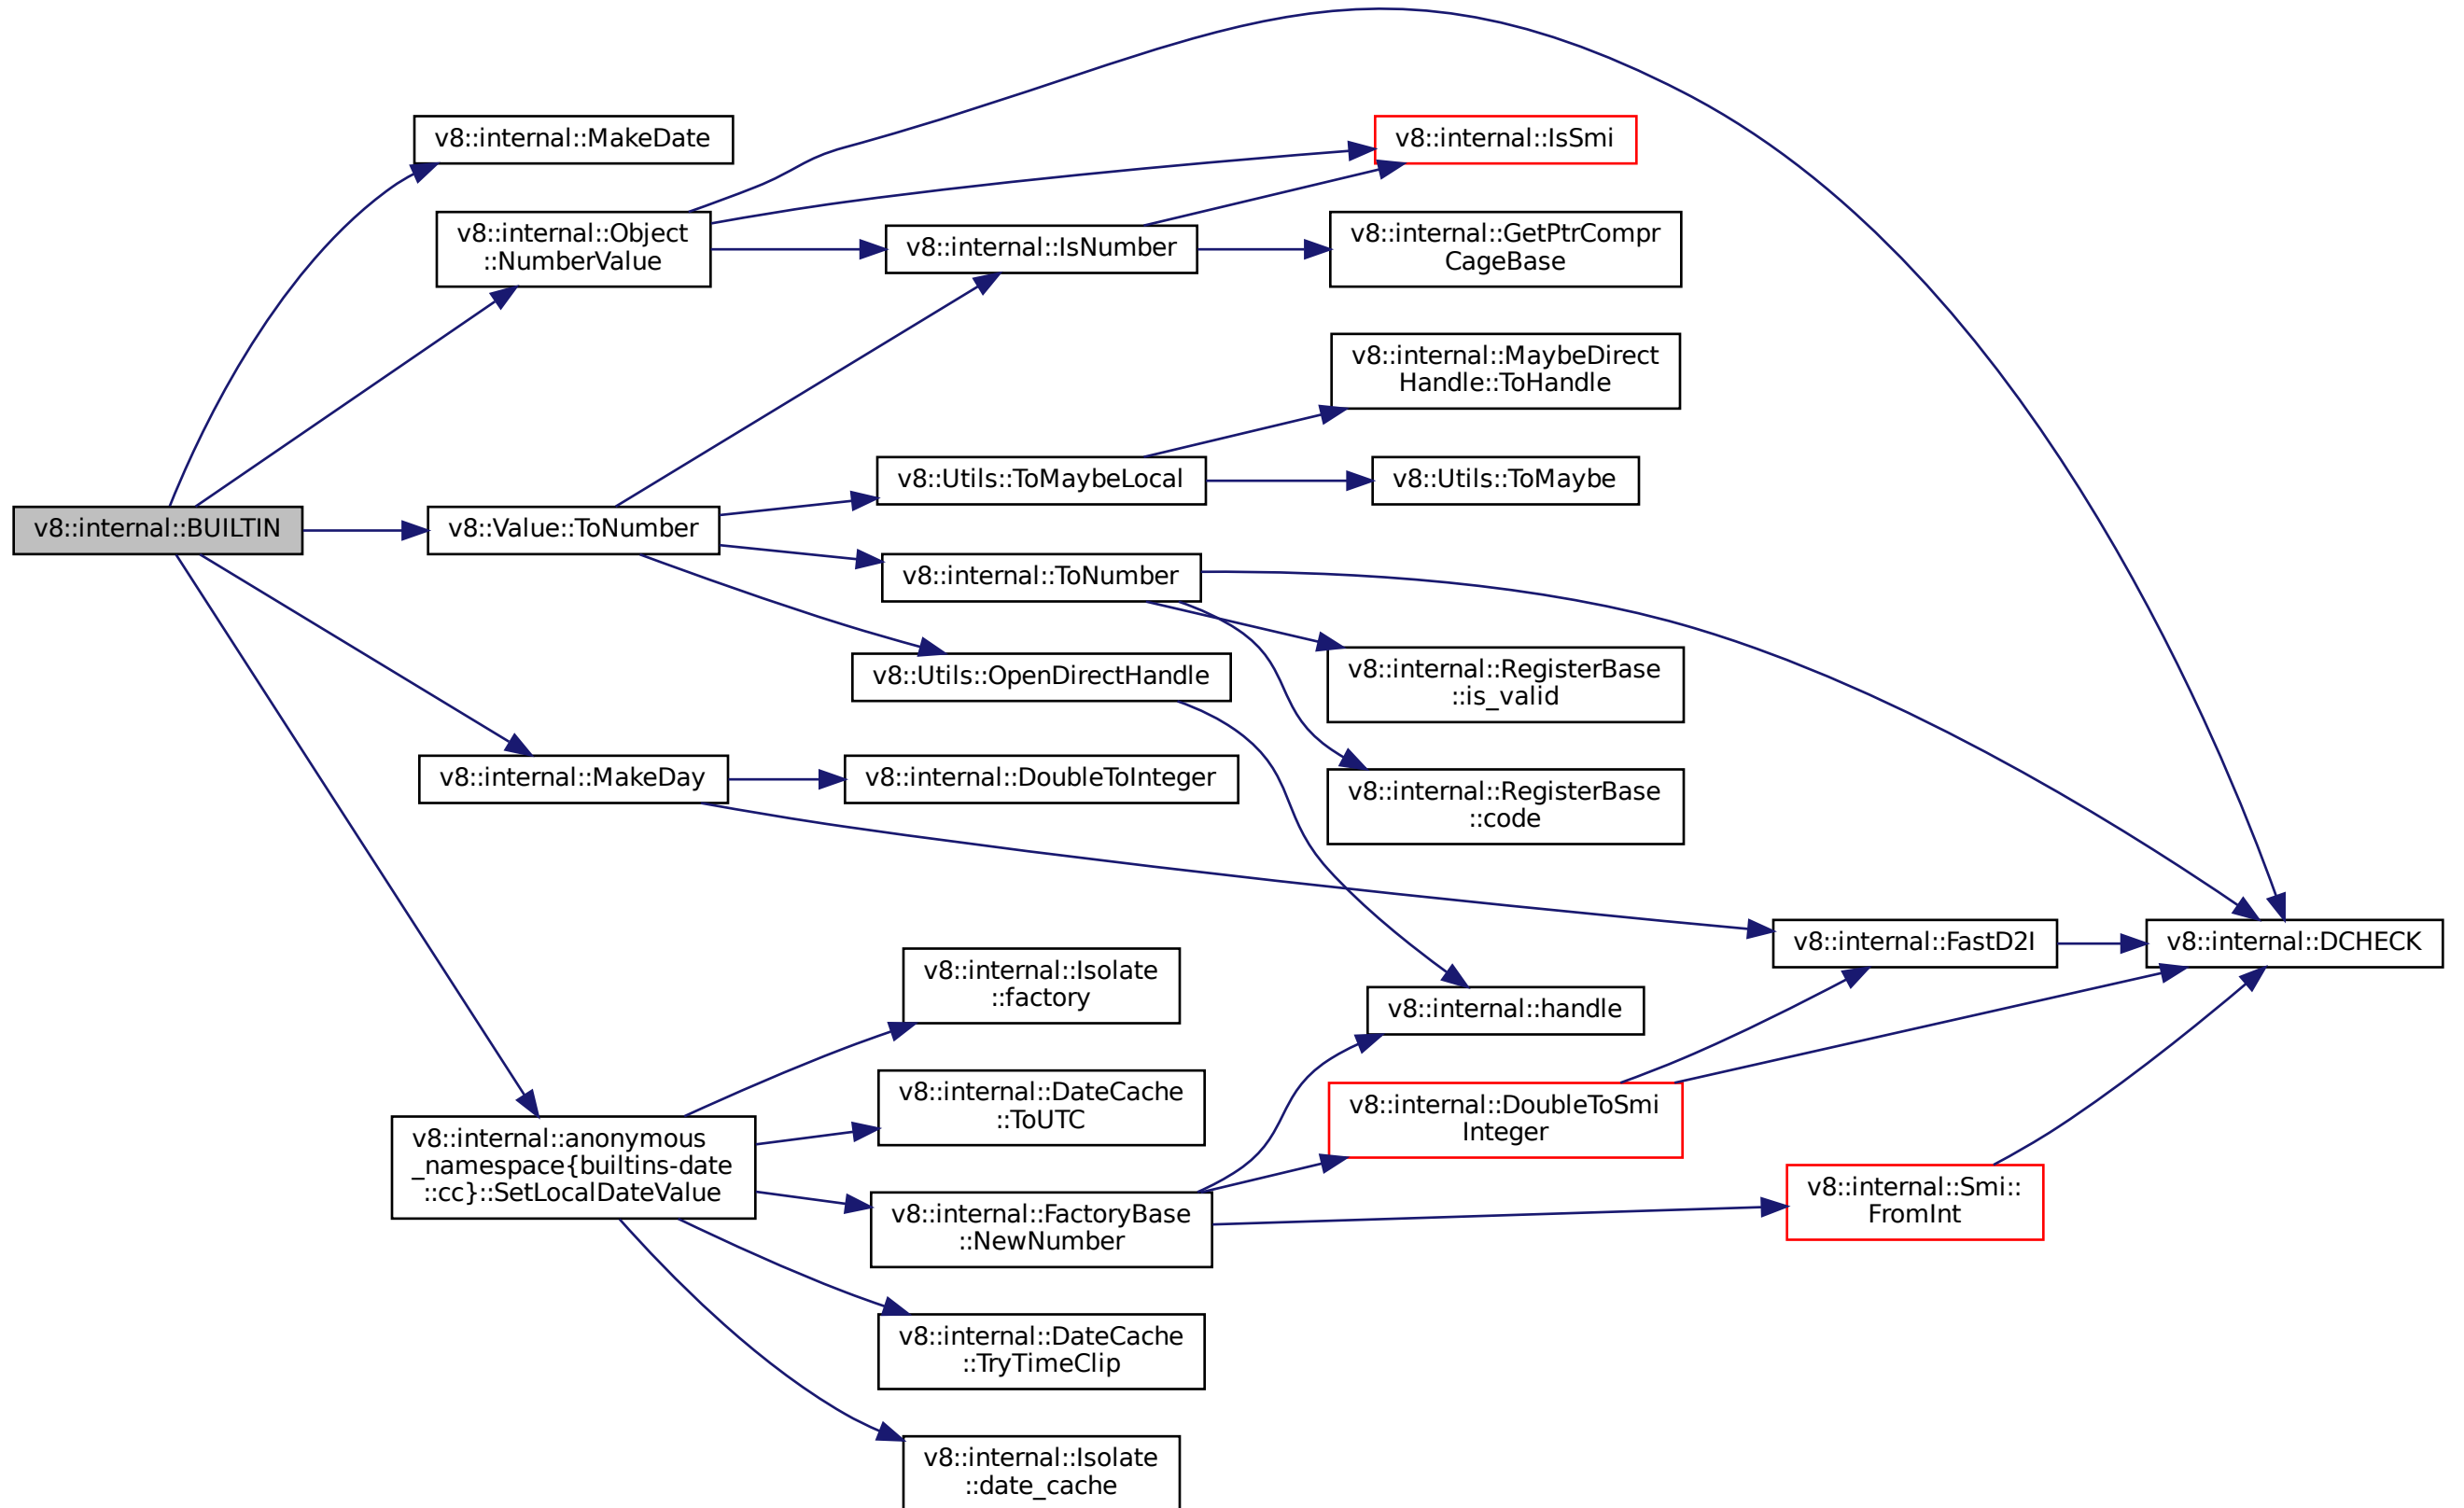 v8::internal::BUILTIN
v8::internal::MakeDate
v8::internal::Object
::NumberValue
v8::Value::ToNumber
v8::internal::MakeDay
v8::internal::anonymous
_namespace{builtins-date
::cc}::SetLocalDateValue
v8::internal::IsNumber
v8::Utils::ToMaybeLocal
v8::internal::ToNumber
v8::Utils::OpenDirectHandle
v8::internal::DoubleToInteger
v8::internal::Isolate
::factory
v8::internal::DateCache
::ToUTC
v8::internal::FactoryBase
::NewNumber
v8::internal::DateCache
::TryTimeClip
v8::internal::Isolate
::date_cache
v8::internal::IsSmi
v8::internal::GetPtrCompr
CageBase
v8::internal::MaybeDirect
Handle::ToHandle
v8::Utils::ToMaybe
v8::internal::RegisterBase
::is_valid
v8::internal::RegisterBase
::code
v8::internal::handle
v8::internal::DoubleToSmi
Integer
v8::internal::FastD2I
v8::internal::Smi::
FromInt
v8::internal::DCHECK